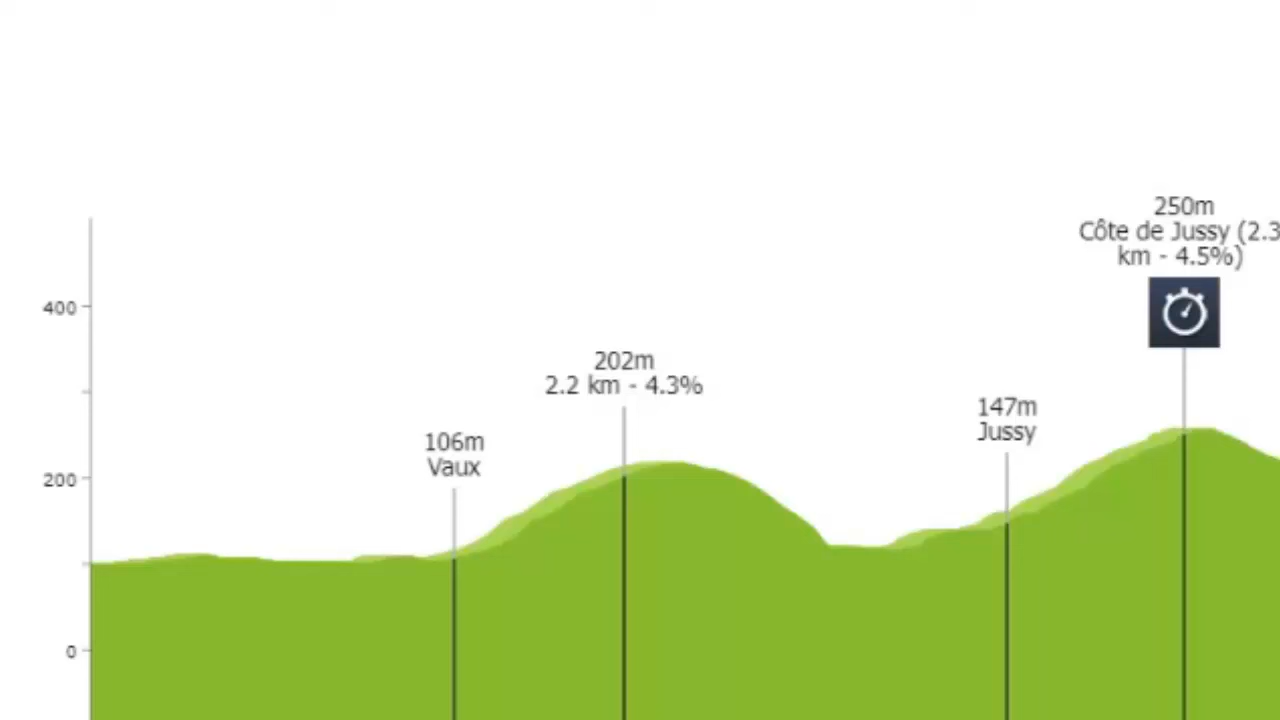 250m
Côte de Jussy (2.3
km - 4.5%)
400
202m
2.2 km - 4.3%
147m
Jussy
106m
Vaux
200
0